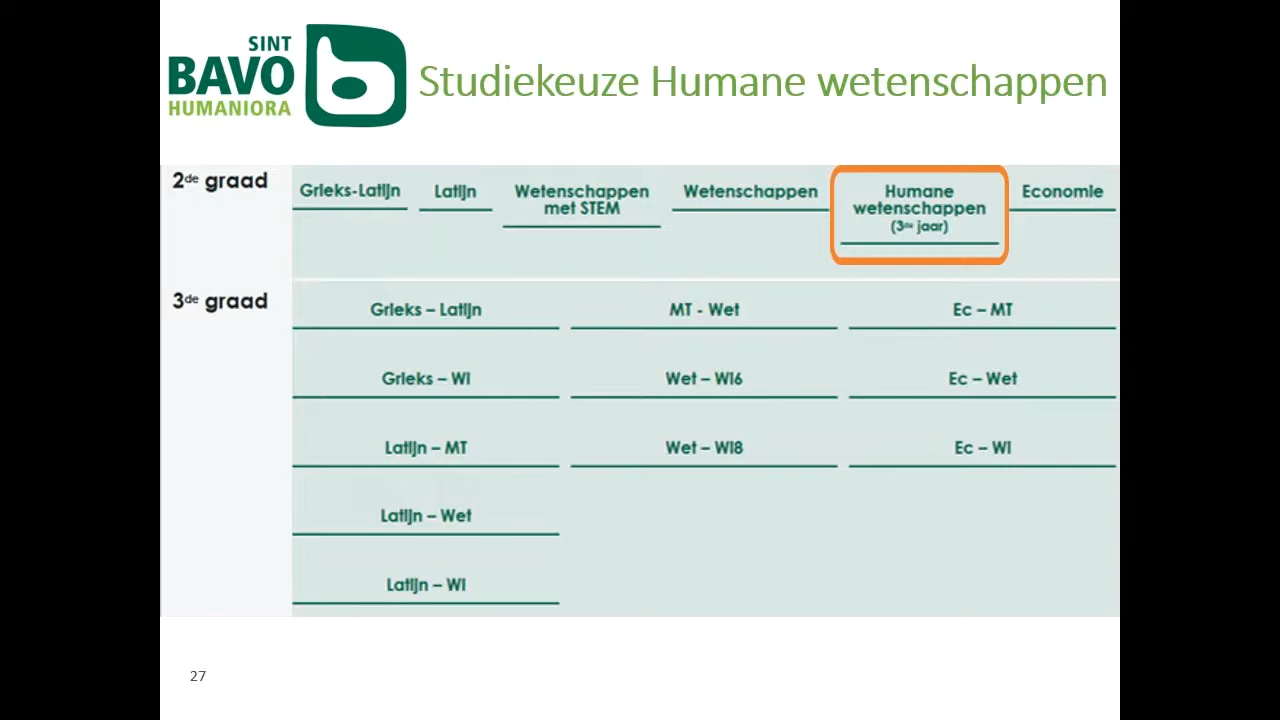 SINT
BAVO
HUMANIORA
Studiekeuze Humane wetenschappen
2de graad
Grieks-Latijn
Latijn
Wetenschappen
met STEM
Wetenschappen
Humane
wetenschappen
(3de jaar)
Economie
3de graad
Grieks – Latijn
MT - Wet
Ec – MT
Grieks – WI
Wet – WI6
Ec – Wet
Latijn – MT
Wet – WI8
Ec – WI
Latijn – Wet
Latijn – WI
27